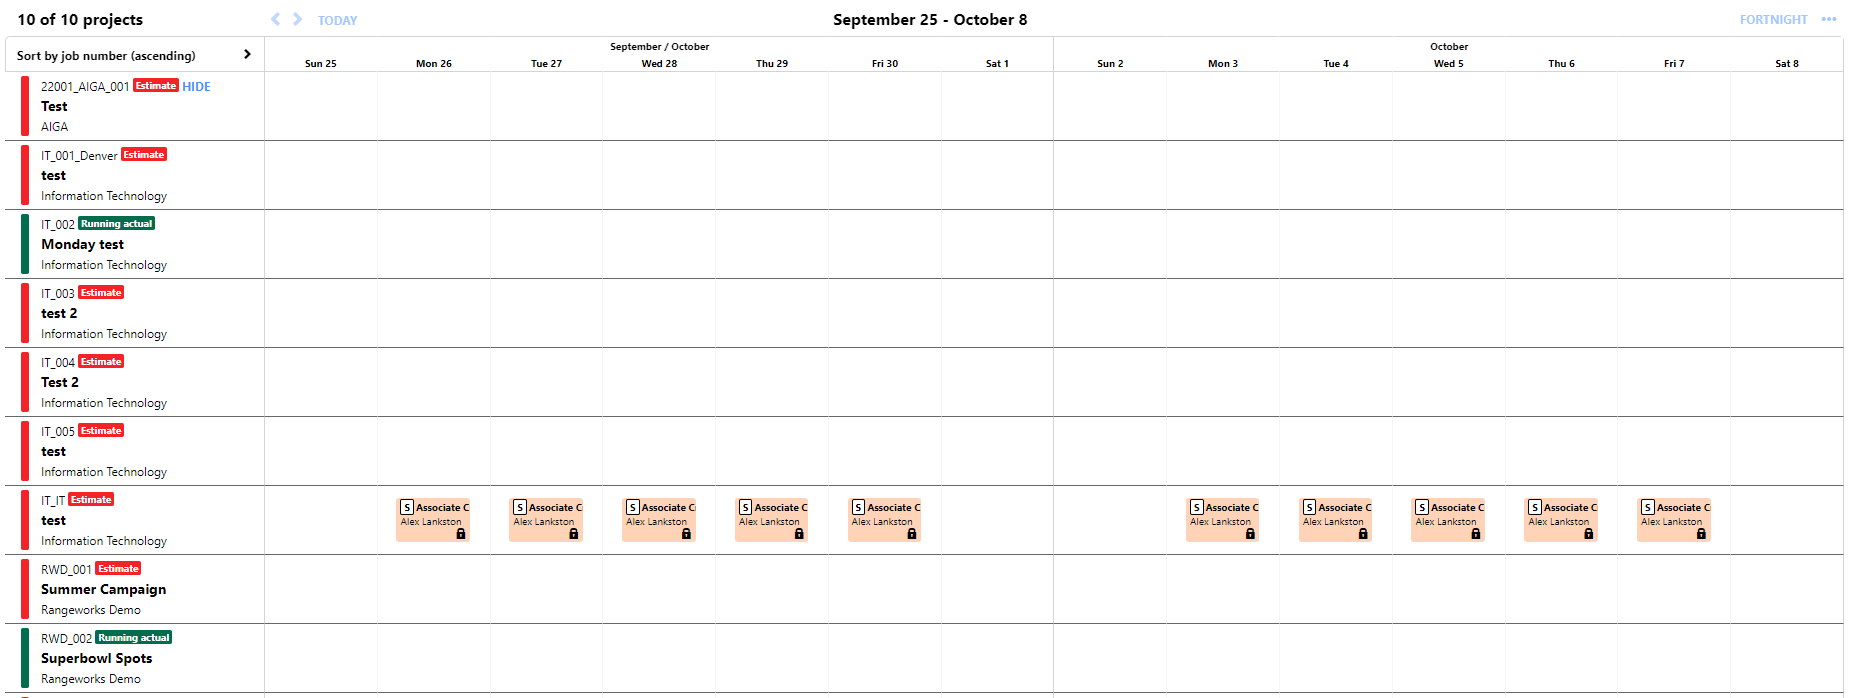 10 of 10 projects
TODAY
September 25 - October 8
FORTNIGHT
Sort by job number (ascending)
September / October
October
Sun 25 Mon 26 Tue 27 Wed 28 Thu 29 Fri 30 Sat 1 Sun 2 Mon 3 Tue 4 Wed 5 Thu 6 Fri 7 Sat 8
22001_AIGA_001 Estimate HIDE
Test
AIGA
IT_001_Denver Estimate
test
Information Technology
IT_002 Running actual
Monday test
Information Technology
IT_003 Estimate
test 2
Information Technology
IT_004 Estimate
Test 2
Information Technology
IT_005 Estimate
test
Information Technology
IT_IT Estimate
test
Information Technology
S Associate C
Alex Lankston
S Associate C
Alex Lankston
S Associate C
Alex Lankston
S Associate C
Alex Lankston
S Associate C
Alex Lankston
S Associate C
Alex Lankston
S Associate C
Alex Lankston
S Associate C
Alex Lankston
S Associate C
Alex Lankston
S Associate C
Alex Lankston
RWD_001 Estimate
Summer Campaign
Rangeworks Demo
RWD_002 Running actual
Superbowl Spots
Rangeworks Demo